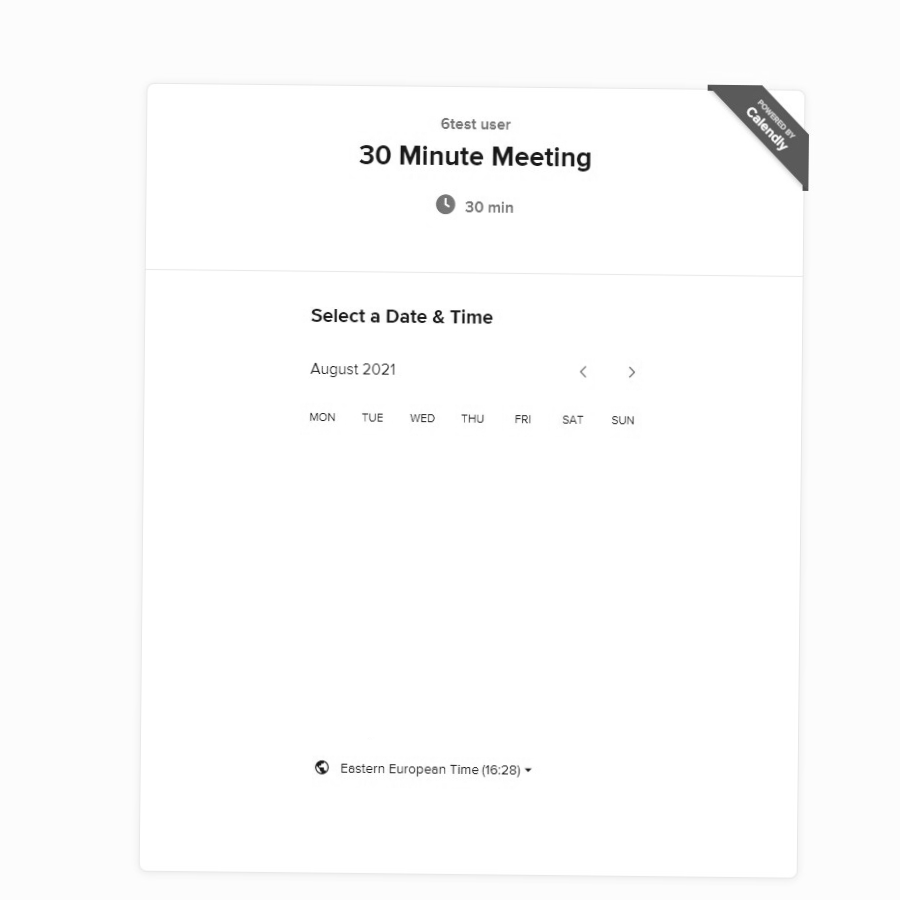 POWERED BY
Calendly
6test user
30 Minute Meeting
30 min
Select a Date & Time
August 2021
MON TUE WED THU FRI SAT SUN
Eastern European Time (16:28)